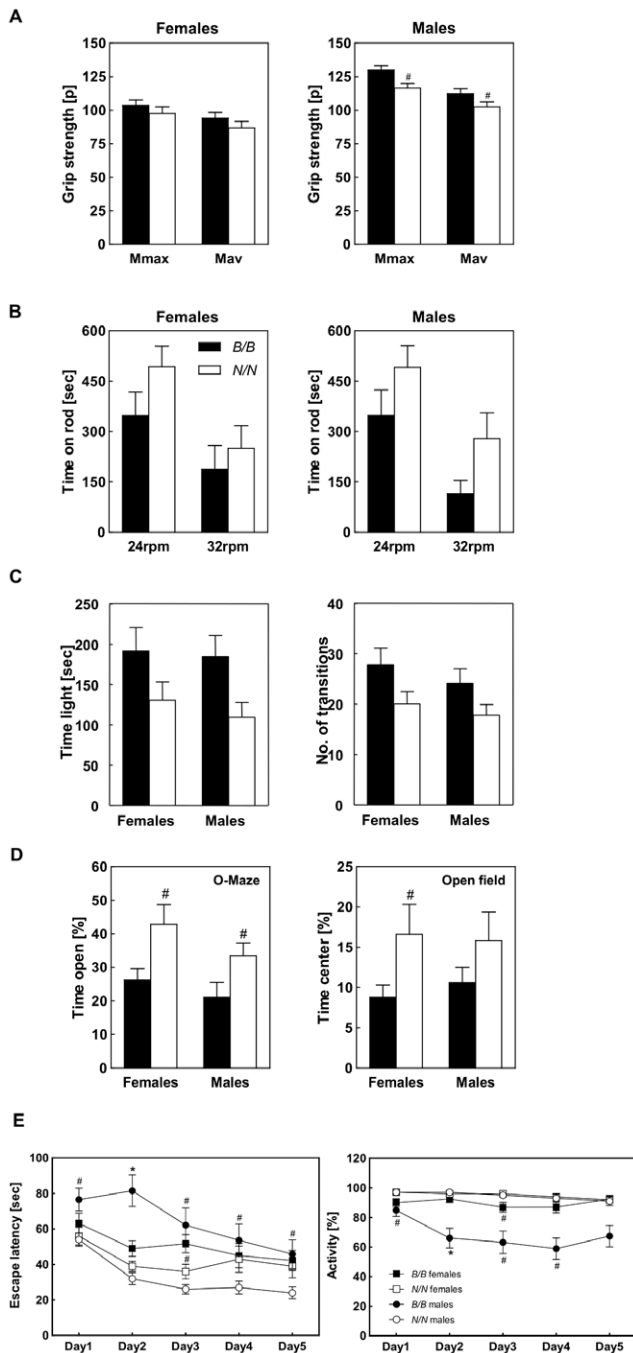 A
Females
Males
Grip strength [p]
150
125
100
75
50
25
0
#
Mmax
Mav
Grip strength [p]
150
125
100
75
50
25
0
#
#
Mmax
Mav
B
Females
Males
Time on rod [sec]
600
450
300
150
0
B/B
N/N
24rpm
32rpm
Time on rod [sec]
600
450
300
150
0
24rpm
32rpm
C
Time light [sec]
250
200
150
100
50
0
Females
Males
No. of transitions
40
30
20
10
0
Females
Males
D
Time open [%]
60
50
40
30
20
10
0
O-Maze
#
#
Females
Males
Time center [%]
25
20
15
10
5
0
Open field
#
Females
Males
E
Escape latency [sec]
100
80
60
40
20
0
#
*
#
#
#
#
Day1
Day2
Day3
Day4
Day5
Activity [%]
120
100
80
60
40
20
0
#
*
#
#
#
B/B females
N/N females
B/B males
N/N males
Day1
Day2
Day3
Day4
Day5